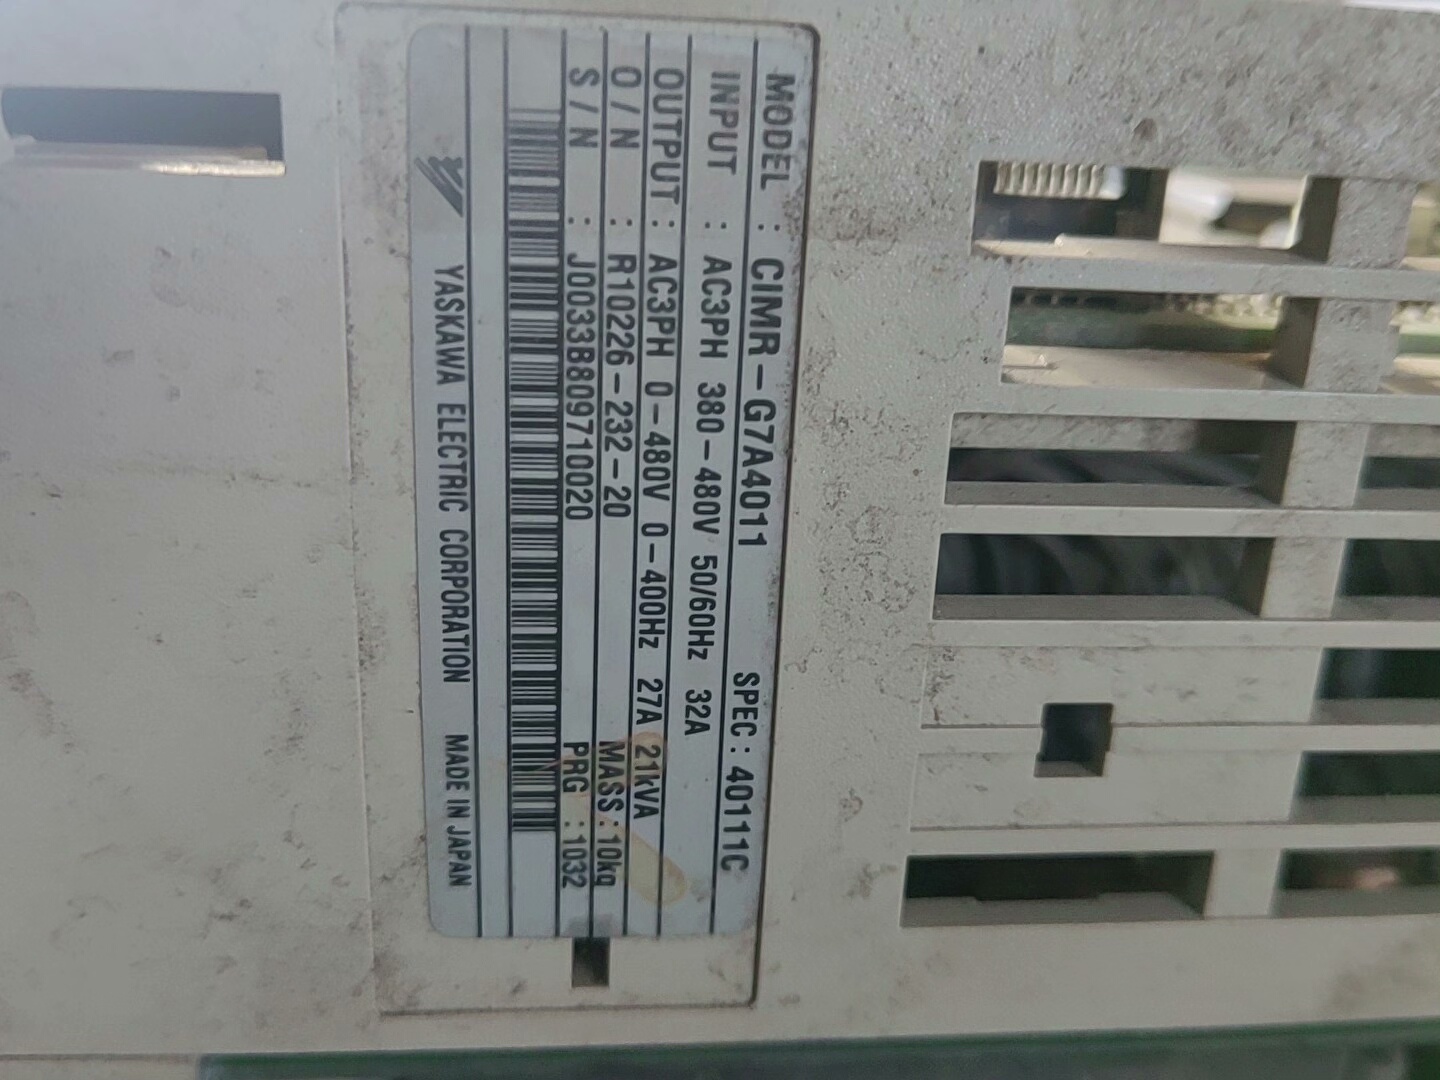 MODEL : CIMR-G7A4011 SPEC: 40111C
INPUT : AC3PH 380-480V 50/60Hz 32A
OUTPUT : AC3PH 0-480V 0-400Hz 27A 21kVA
O/N : R10226-232-20 MASS: 10kg
S/N : J0033B809710020 PRG : 1032
YASKAWA ELECTRIC CORPORATION MADE IN JAPAN